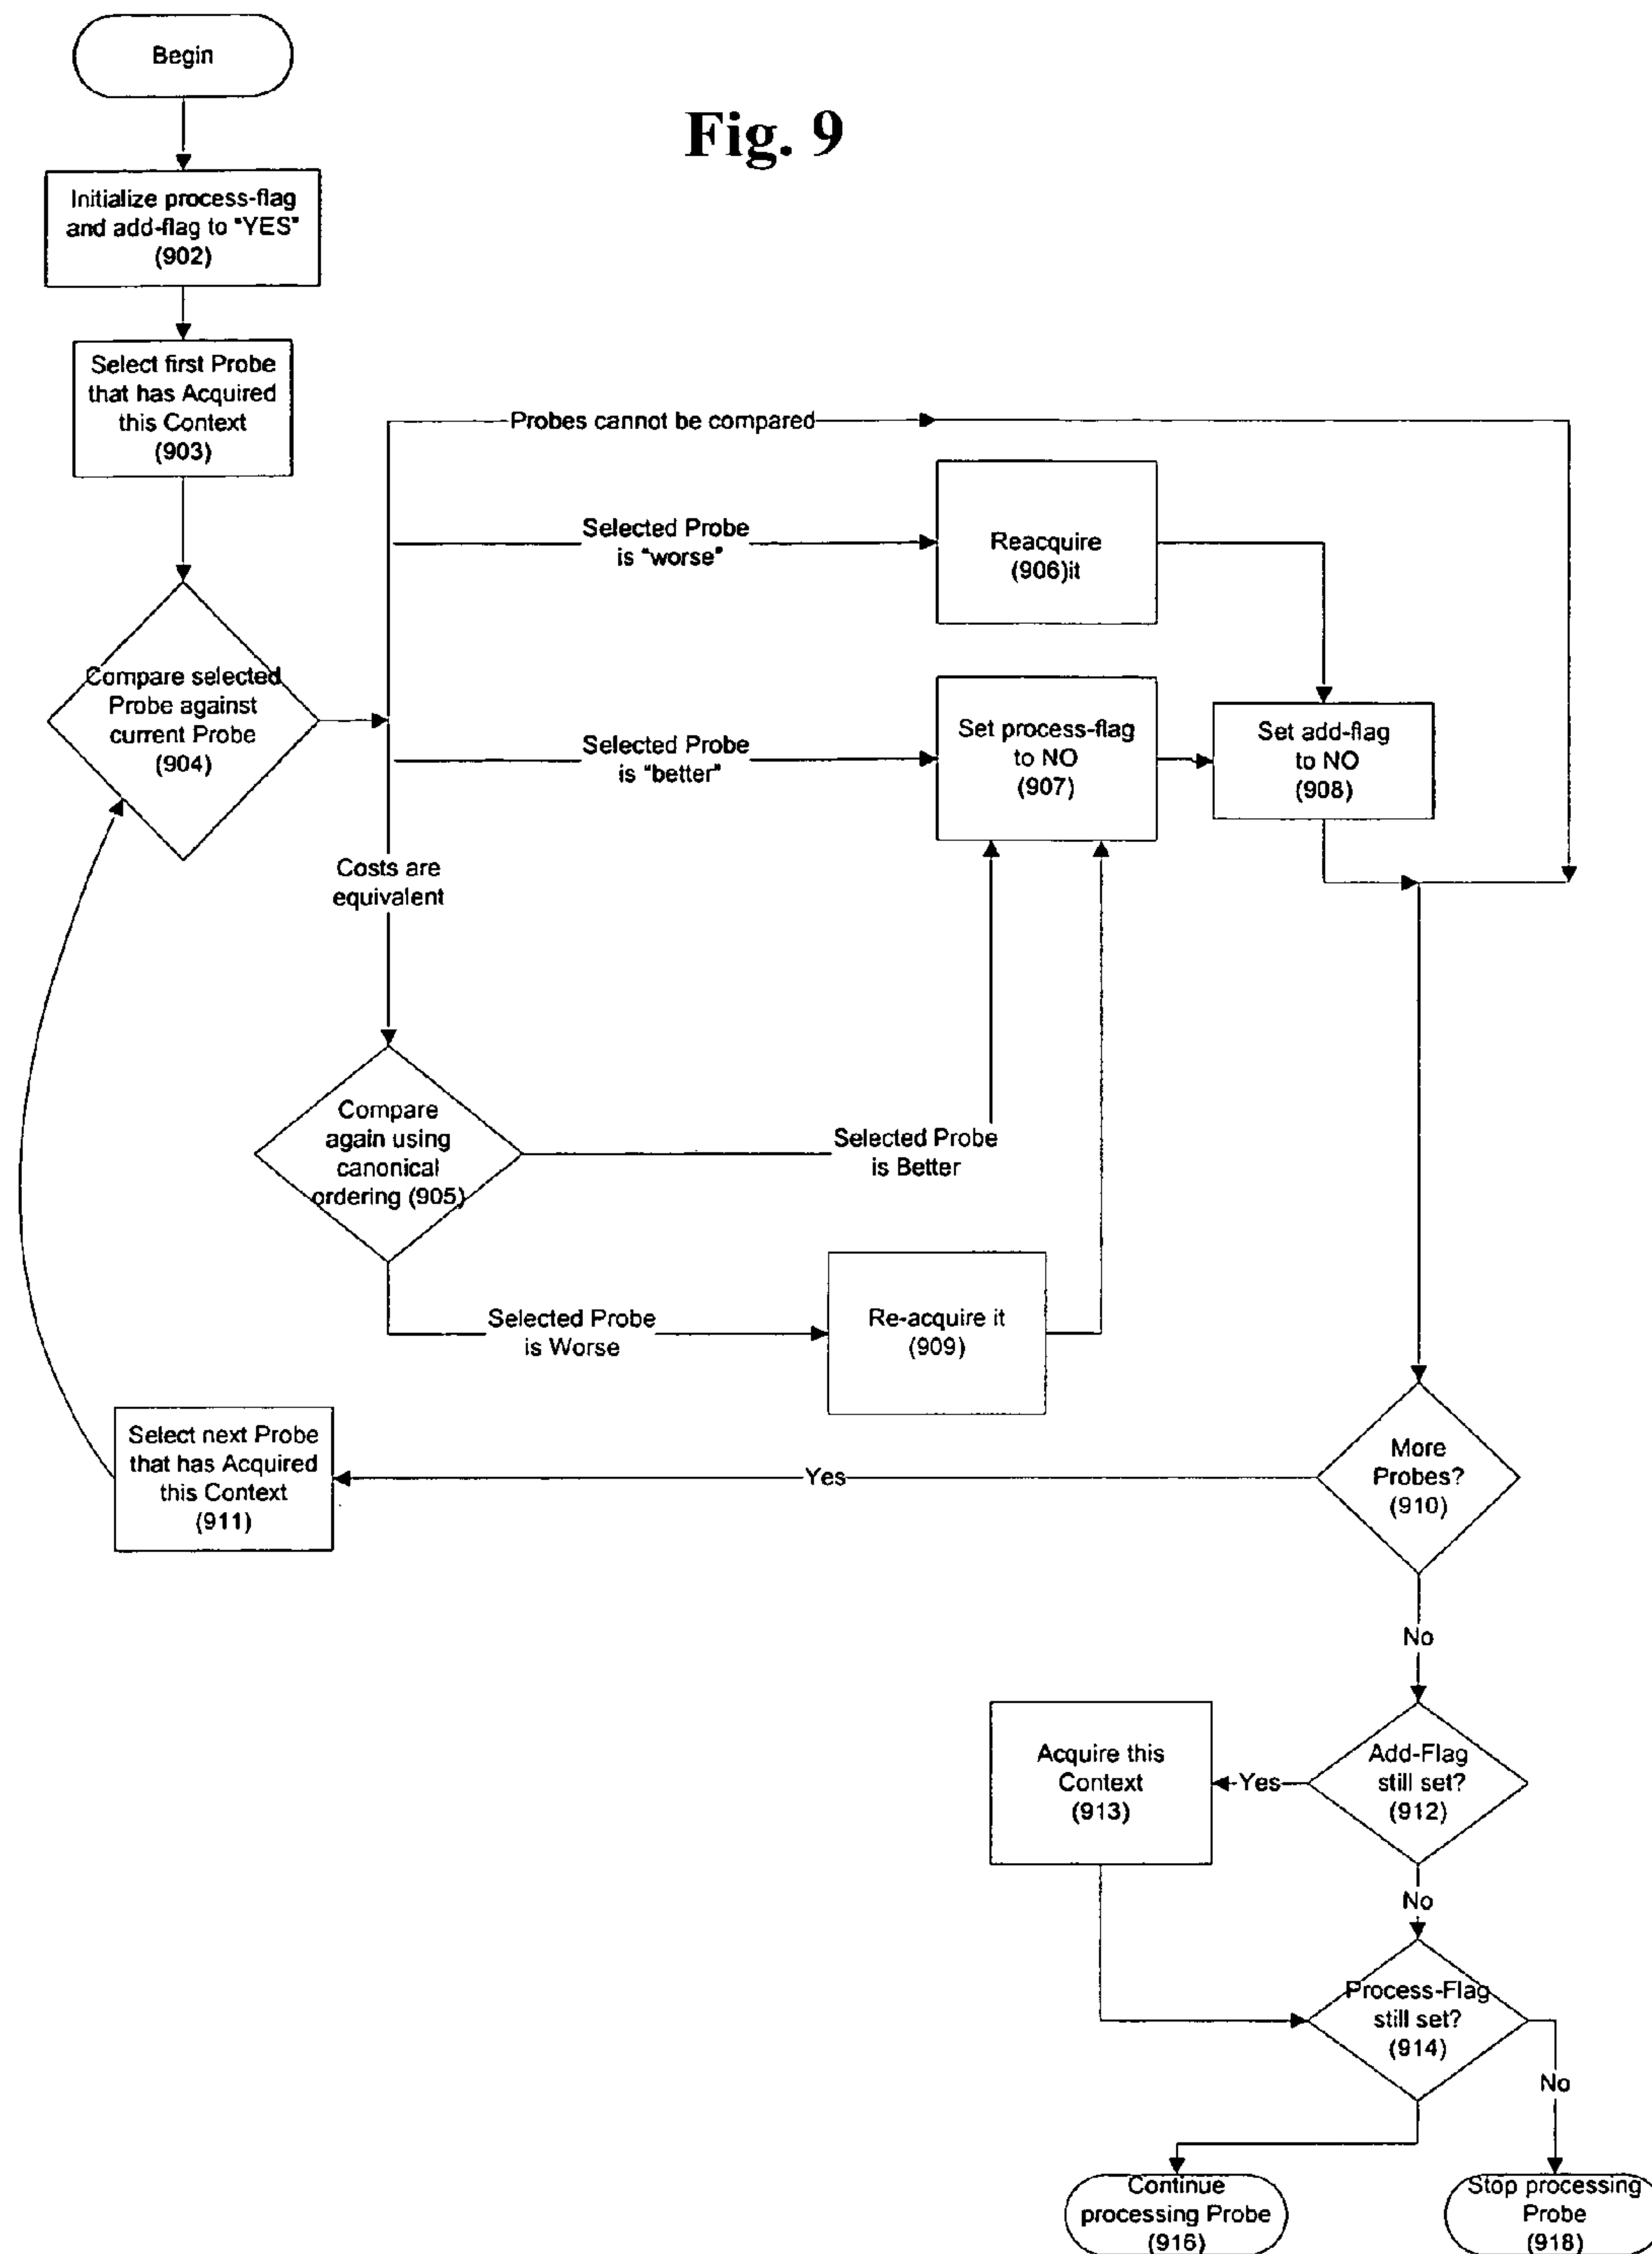 Begin
Fig. 9
Initialize process-flag
and add-flag to "YES"
(902)
Select first Probe
that has Acquired
this Context
(903)
Probes cannot be compared
Selected Probe
is "worse"
Reacquire
(906)it
Compare selected
Probe against
current Probe
(904)
Selected Probe
is "better"
Set process-flag
to NO
(907)
Set add-flag
to NO
(908)
Costs are
equivalent
Compare
again using
canonical
ordering (905)
Selected Probe
is Better
Selected Probe
is Worse
Re-acquire it
(909)
Select next Probe
that has Acquired
this Context
(911)
Yes
More
Probes?
(910)
No
Acquire this
Context
(913)
Yes
Add-Flag
still set?
(912)
No
Process-Flag
still set?
(914)
No
Continue
processing Probe
(916)
Stop processing
Probe
(918)